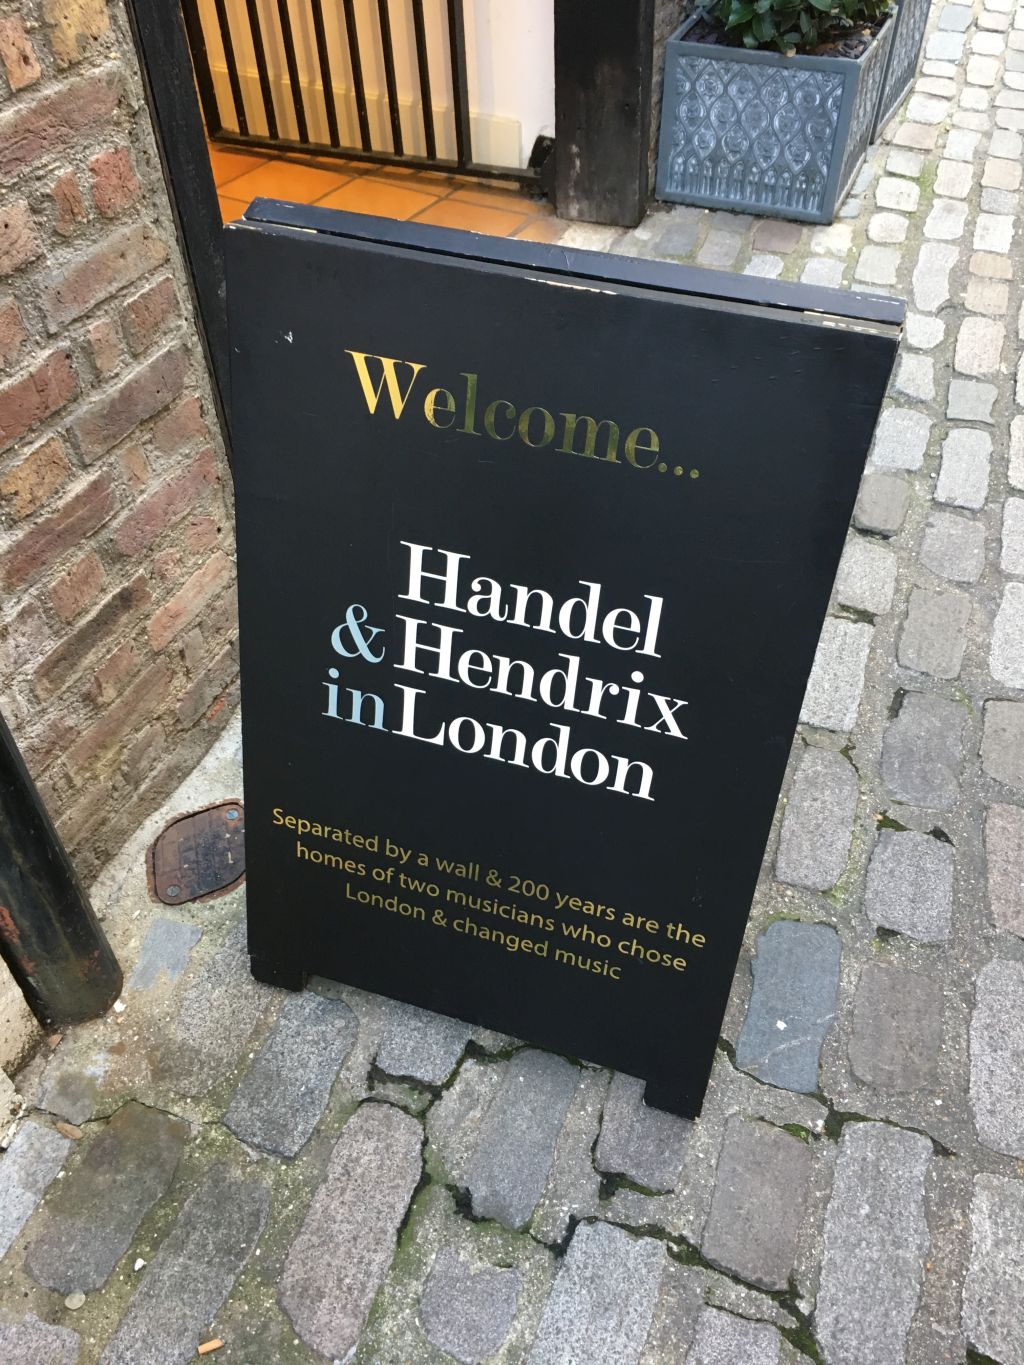 Welcome...
Handel
& Hendrix
in London
Separated by a wall & 200 years are the
homes of two musicians who chose
London & changed music